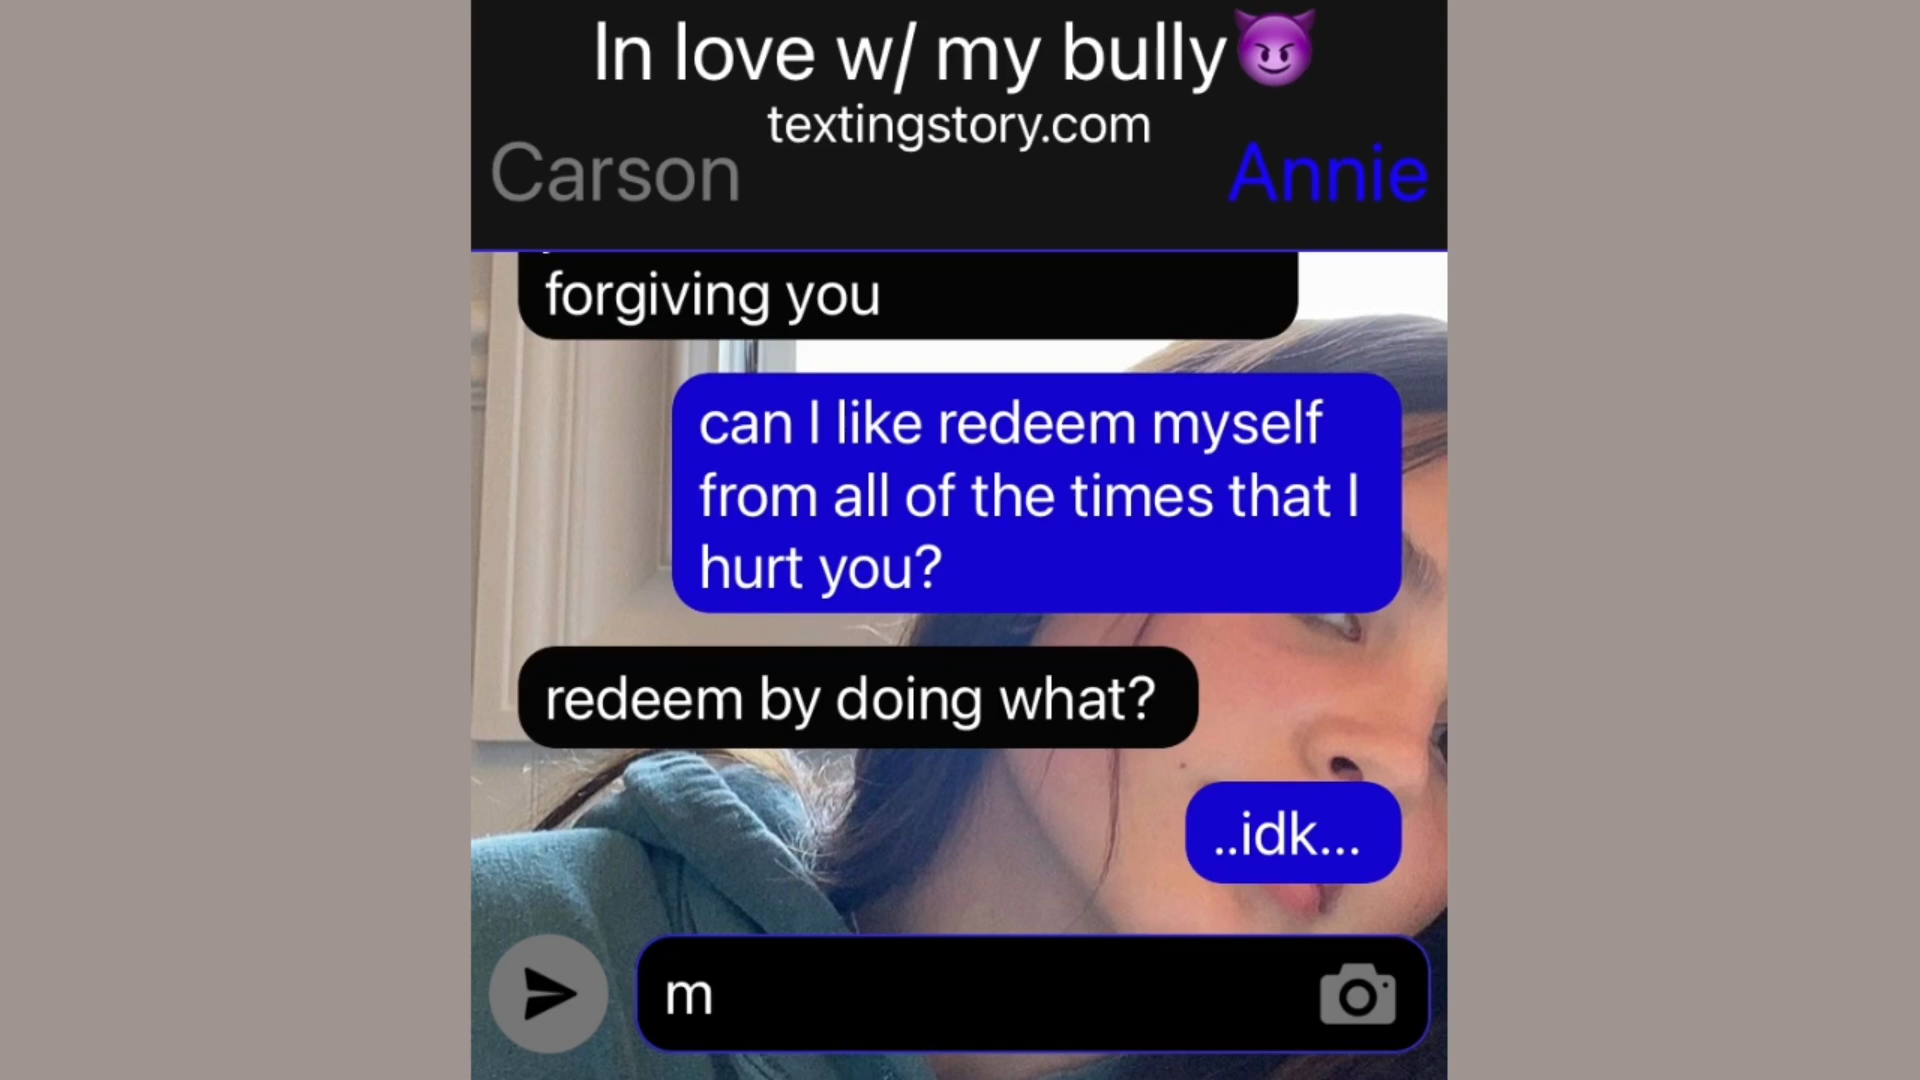 In love w/ my bully😈
textingstory.com
Carson
Annie
forgiving you
can I like redeem myself
from all of the times that I
hurt you?
redeem by doing what?
..idk...
m